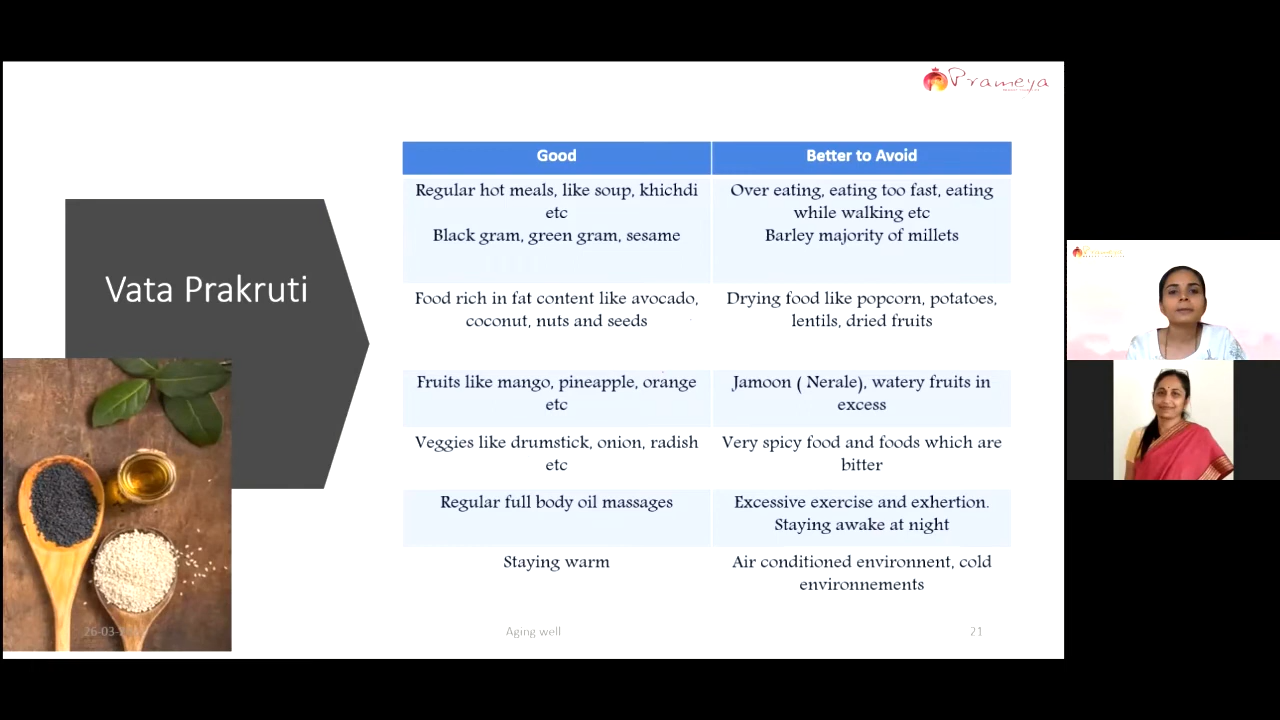 Prameya
Good
Better to Avoid
Regular hot meals, like soup, khichdi
etc
Black gram, green gram, sesame
Over eating, eating too fast, eating
while walking etc
Barley majority of millets
Vata Prakruti
Food rich in fat content like avocado,
coconut, nuts and seeds
Drying food like popcorn, potatoes,
lentils, dried fruits
Fruits like mango, pineapple, orange
etc
Jamoon ( Nerale), watery fruits in
excess
Veggies like drumstick, onion, radish
etc
Very spicy food and foods which are
bitter
Regular full body oil massages
Excessive exercise and exhertion.
Staying awake at night
Staying warm
Air conditioned environnent, cold
environnements
26-03-
Aging well
21
Prameya